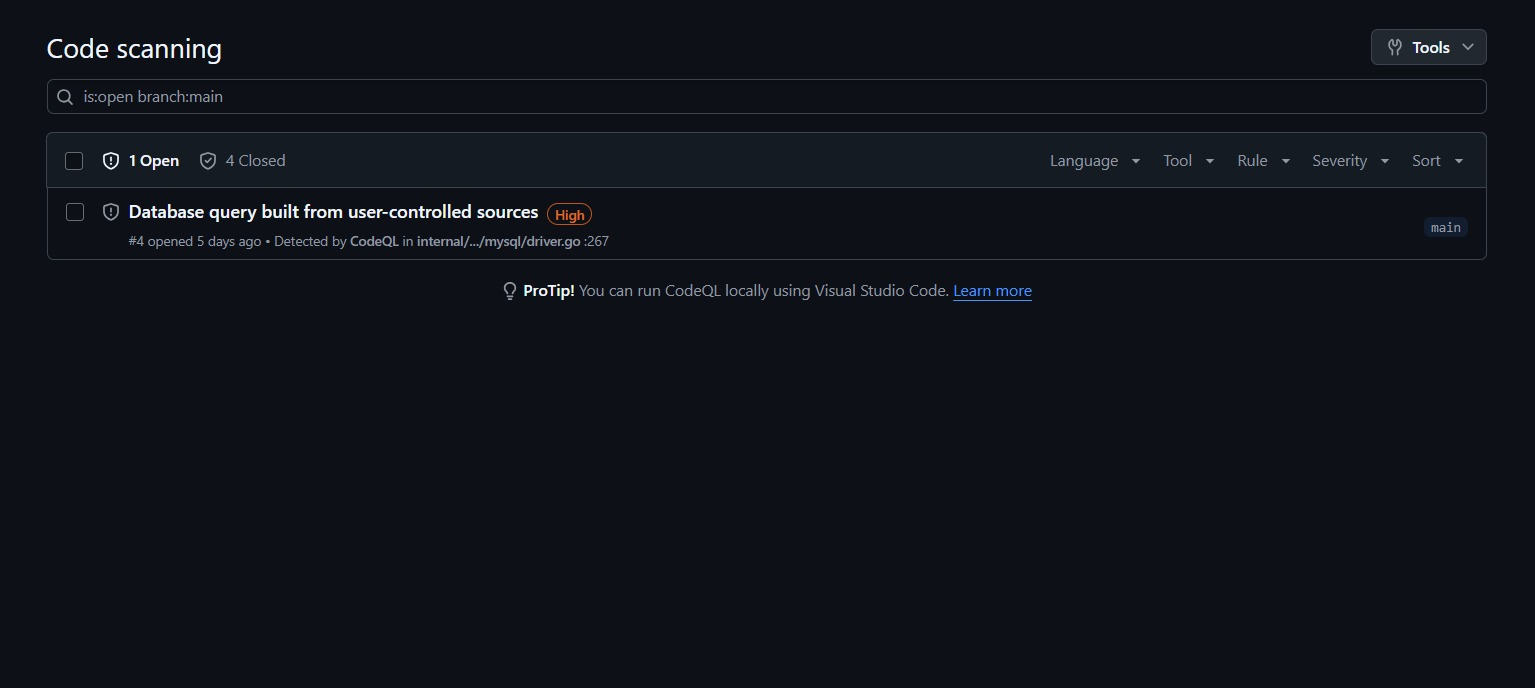 Code scanning
Tools
is:open branch:main
1 Open 4 Closed Language Tool Rule Severity Sort
Database query built from user-controlled sources High
#4 opened 5 days ago • Detected by CodeQL in internal/.../mysql/driver.go :267
main
ProTip! You can run CodeQL locally using Visual Studio Code. Learn more